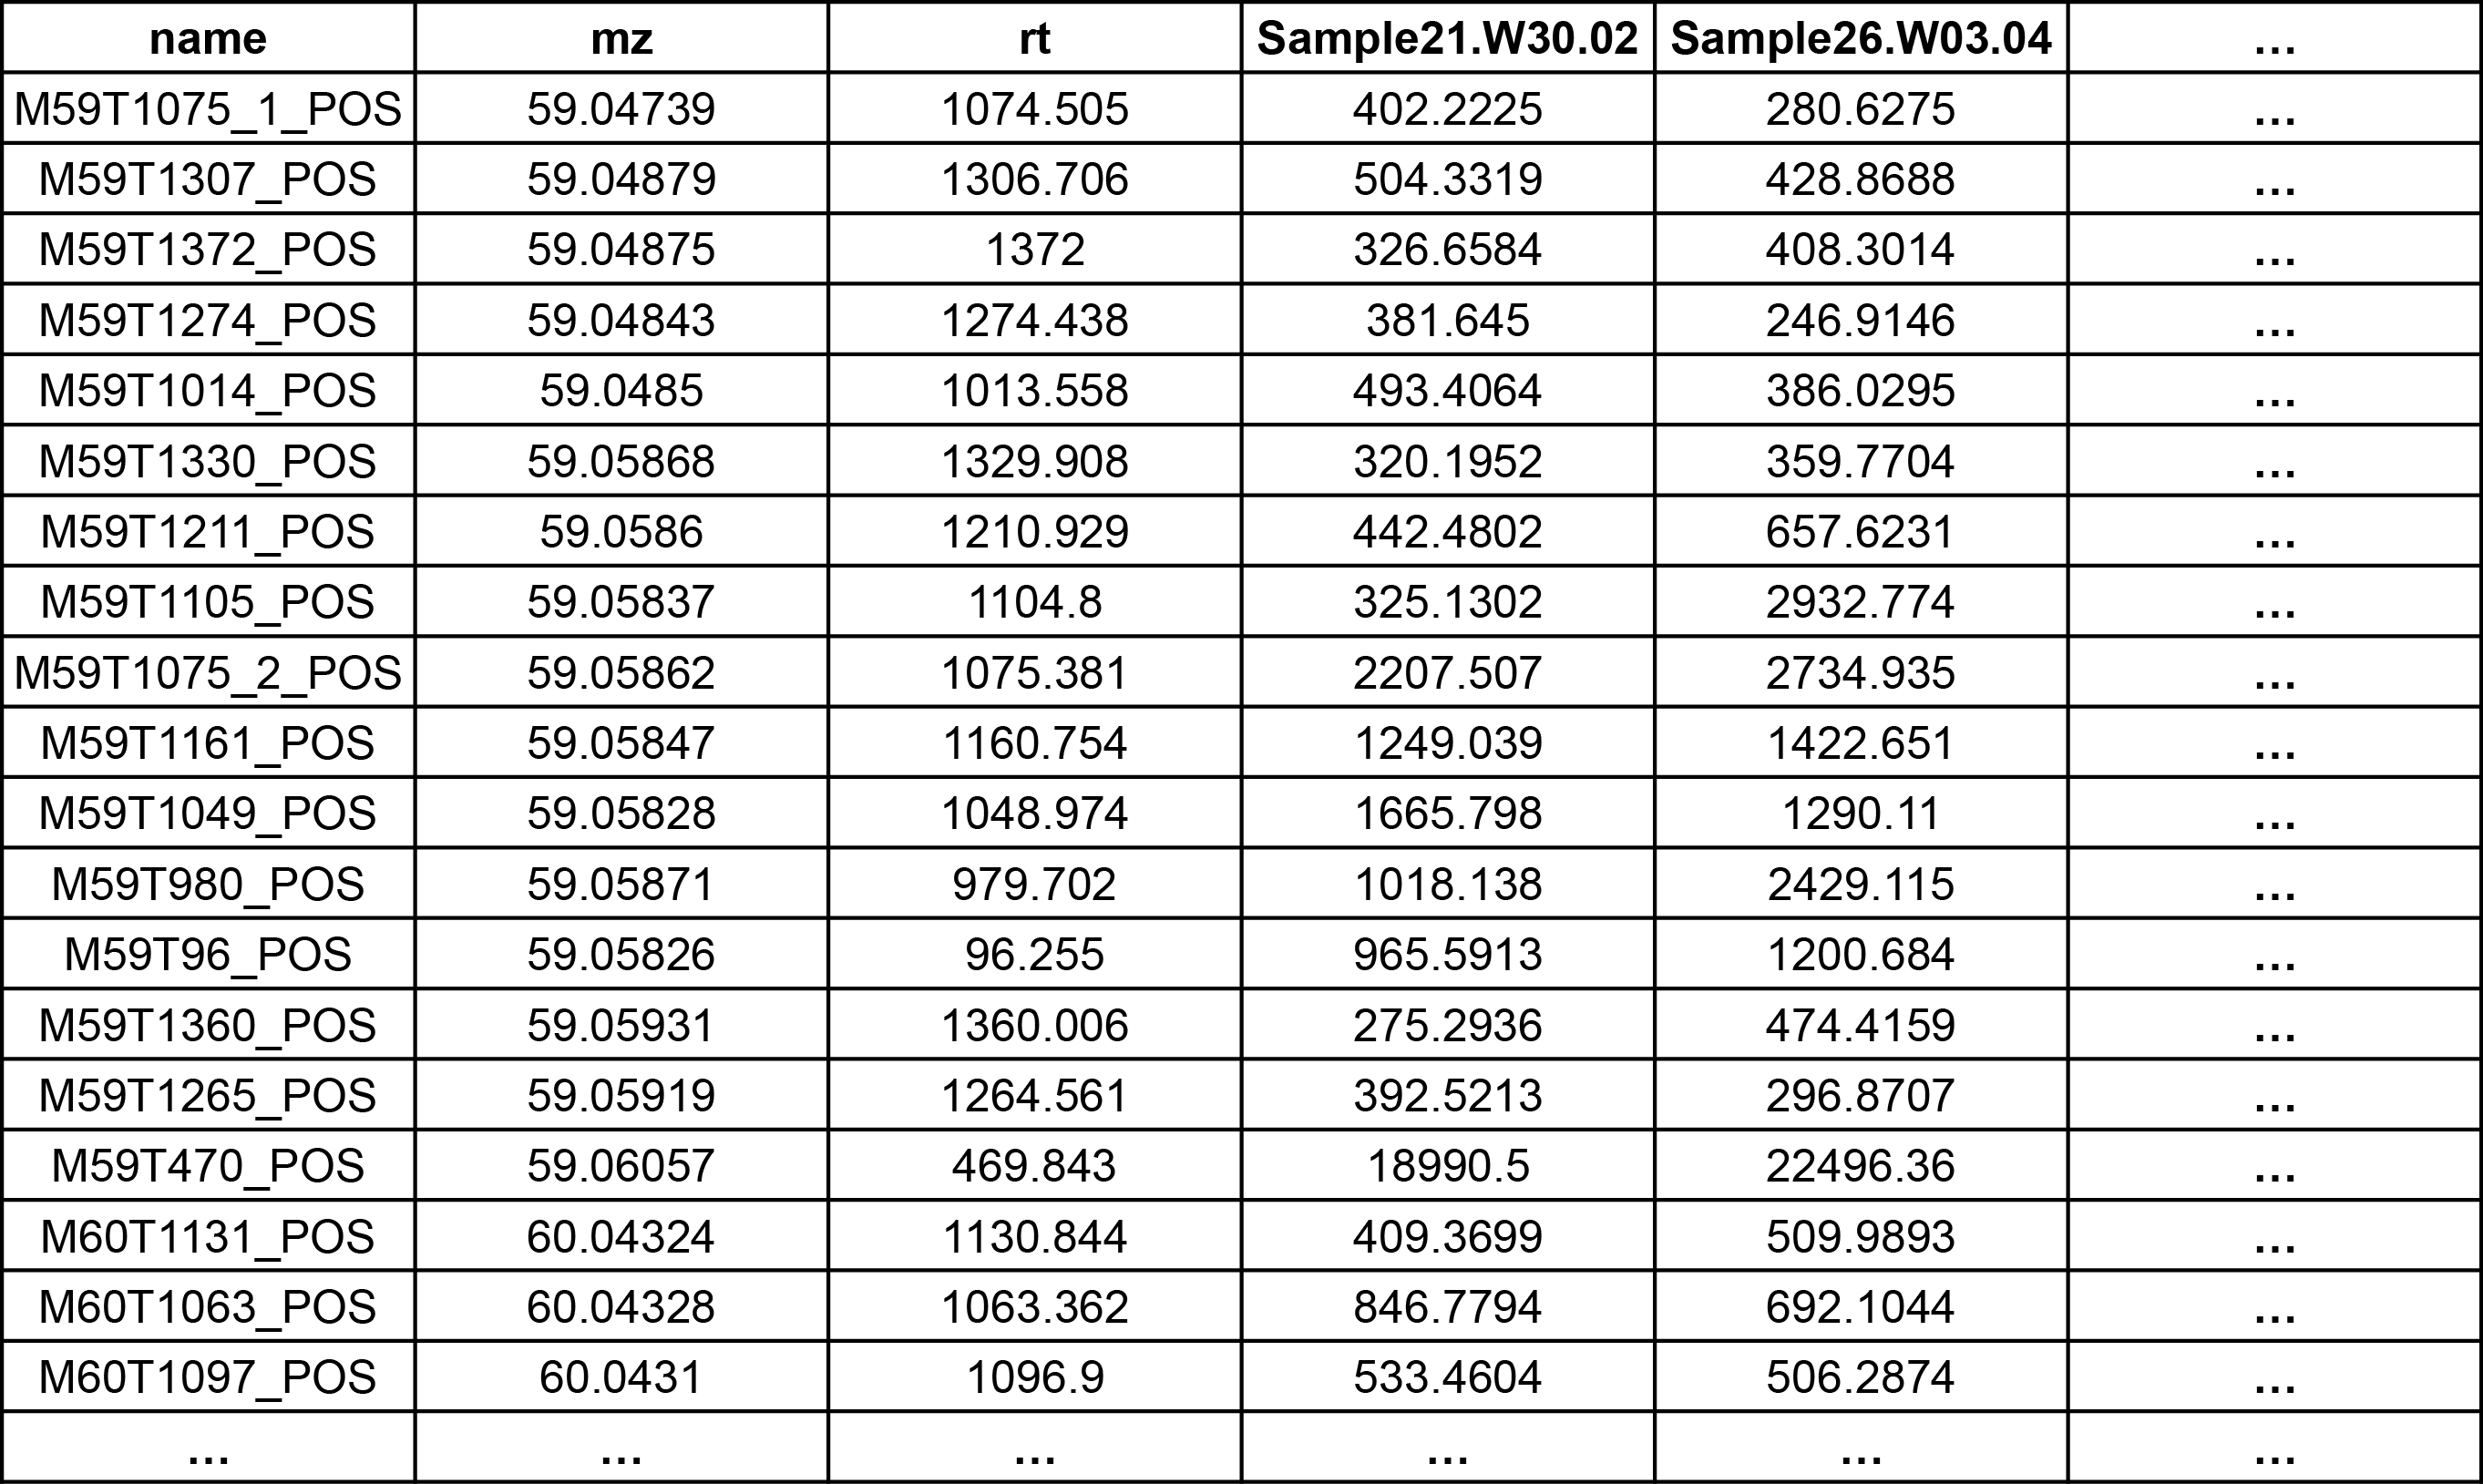 name mz rt Sample21.W30.02 Sample26.W03.04 ...
M59T1075_1_POS 59.04739 1074.505 402.2225 280.6275 ...
M59T1307_POS 59.04879 1306.706 504.3319 428.8688 ...
M59T1372_POS 59.04875 1372 326.6584 408.3014 ...
M59T1274_POS 59.04843 1274.438 381.645 246.9146 ...
M59T1014_POS 59.0485 1013.558 493.4064 386.0295 ...
M59T1330_POS 59.05868 1329.908 320.1952 359.7704 ...
M59T1211_POS 59.0586 1210.929 442.4802 657.6231 ...
M59T1105_POS 59.05837 1104.8 325.1302 2932.774 ...
M59T1075_2_POS 59.05862 1075.381 2207.507 2734.935 ...
M59T1161_POS 59.05847 1160.754 1249.039 1422.651 ...
M59T1049_POS 59.05828 1048.974 1665.798 1290.11 ...
M59T980_POS 59.05871 979.702 1018.138 2429.115 ...
M59T96_POS 59.05826 96.255 965.5913 1200.684 ...
M59T1360_POS 59.05931 1360.006 275.2936 474.4159 ...
M59T1265_POS 59.05919 1264.561 392.5213 296.8707 ...
M59T470_POS 59.06057 469.843 18990.5 22496.36 ...
M60T1131_POS 60.04324 1130.844 409.3699 509.9893 ...
M60T1063_POS 60.04328 1063.362 846.7794 692.1044 ...
M60T1097_POS 60.0431 1096.9 533.4604 506.2874 ...
... ... ... ... ... ...